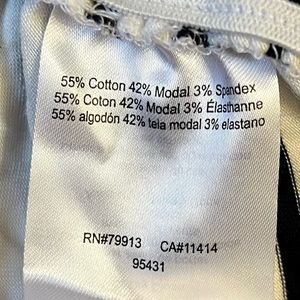 55% Cotton 42% Modal 3% Spandex
55% Coton 42% Modal 3% Élasthanne
55% algodón 42% tela modal 3% elastano
RN#79913 CA#11414
95431